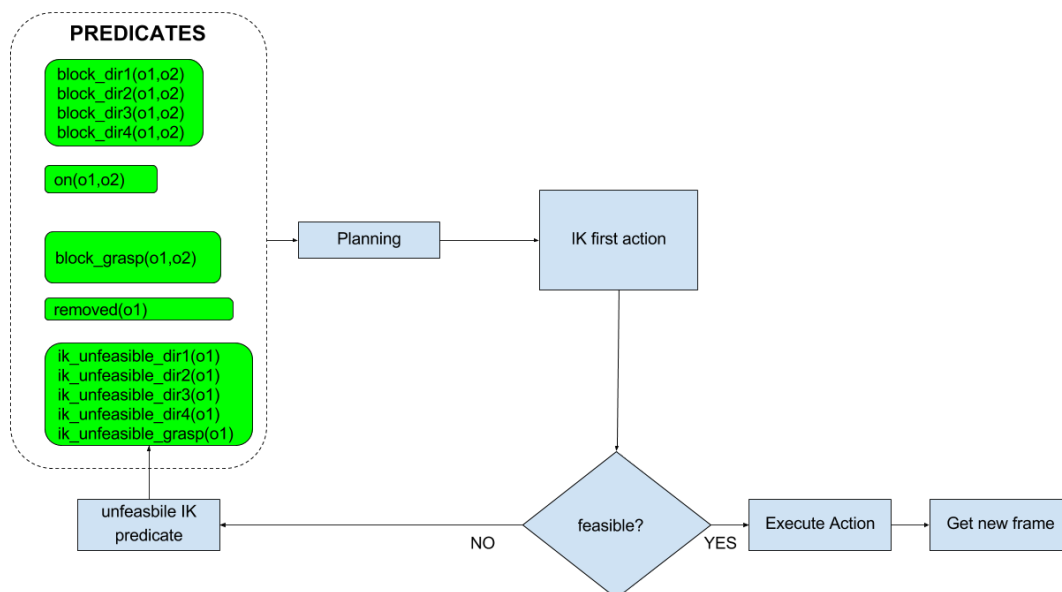 PREDICATES
block_dir1(o1,o2)
block_dir2(o1,o2)
block_dir3(o1,o2)
block_dir4(o1,o2)
on(o1,o2)
block_grasp(o1,o2)
removed(o1)
ik_unfeasible_dir1(o1)
ik_unfeasible_dir2(o1)
ik_unfeasible_dir3(o1)
ik_unfeasible_dir4(o1)
ik_unfeasible_grasp(o1)
Planning
IK first action
feasible?
NO
YES
unfeasbile IK
predicate
Execute Action
Get new frame